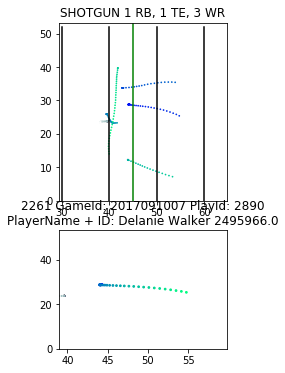 SHOTGUN 1 RB, 1 TE, 3 WR
50
40
30
20
10
0
30 40 50 60
2261 GameId: 2017091007 PlayId: 2890
PlayerName + ID: Delanie Walker 2495966.0
40
20
0
40 45 50 55